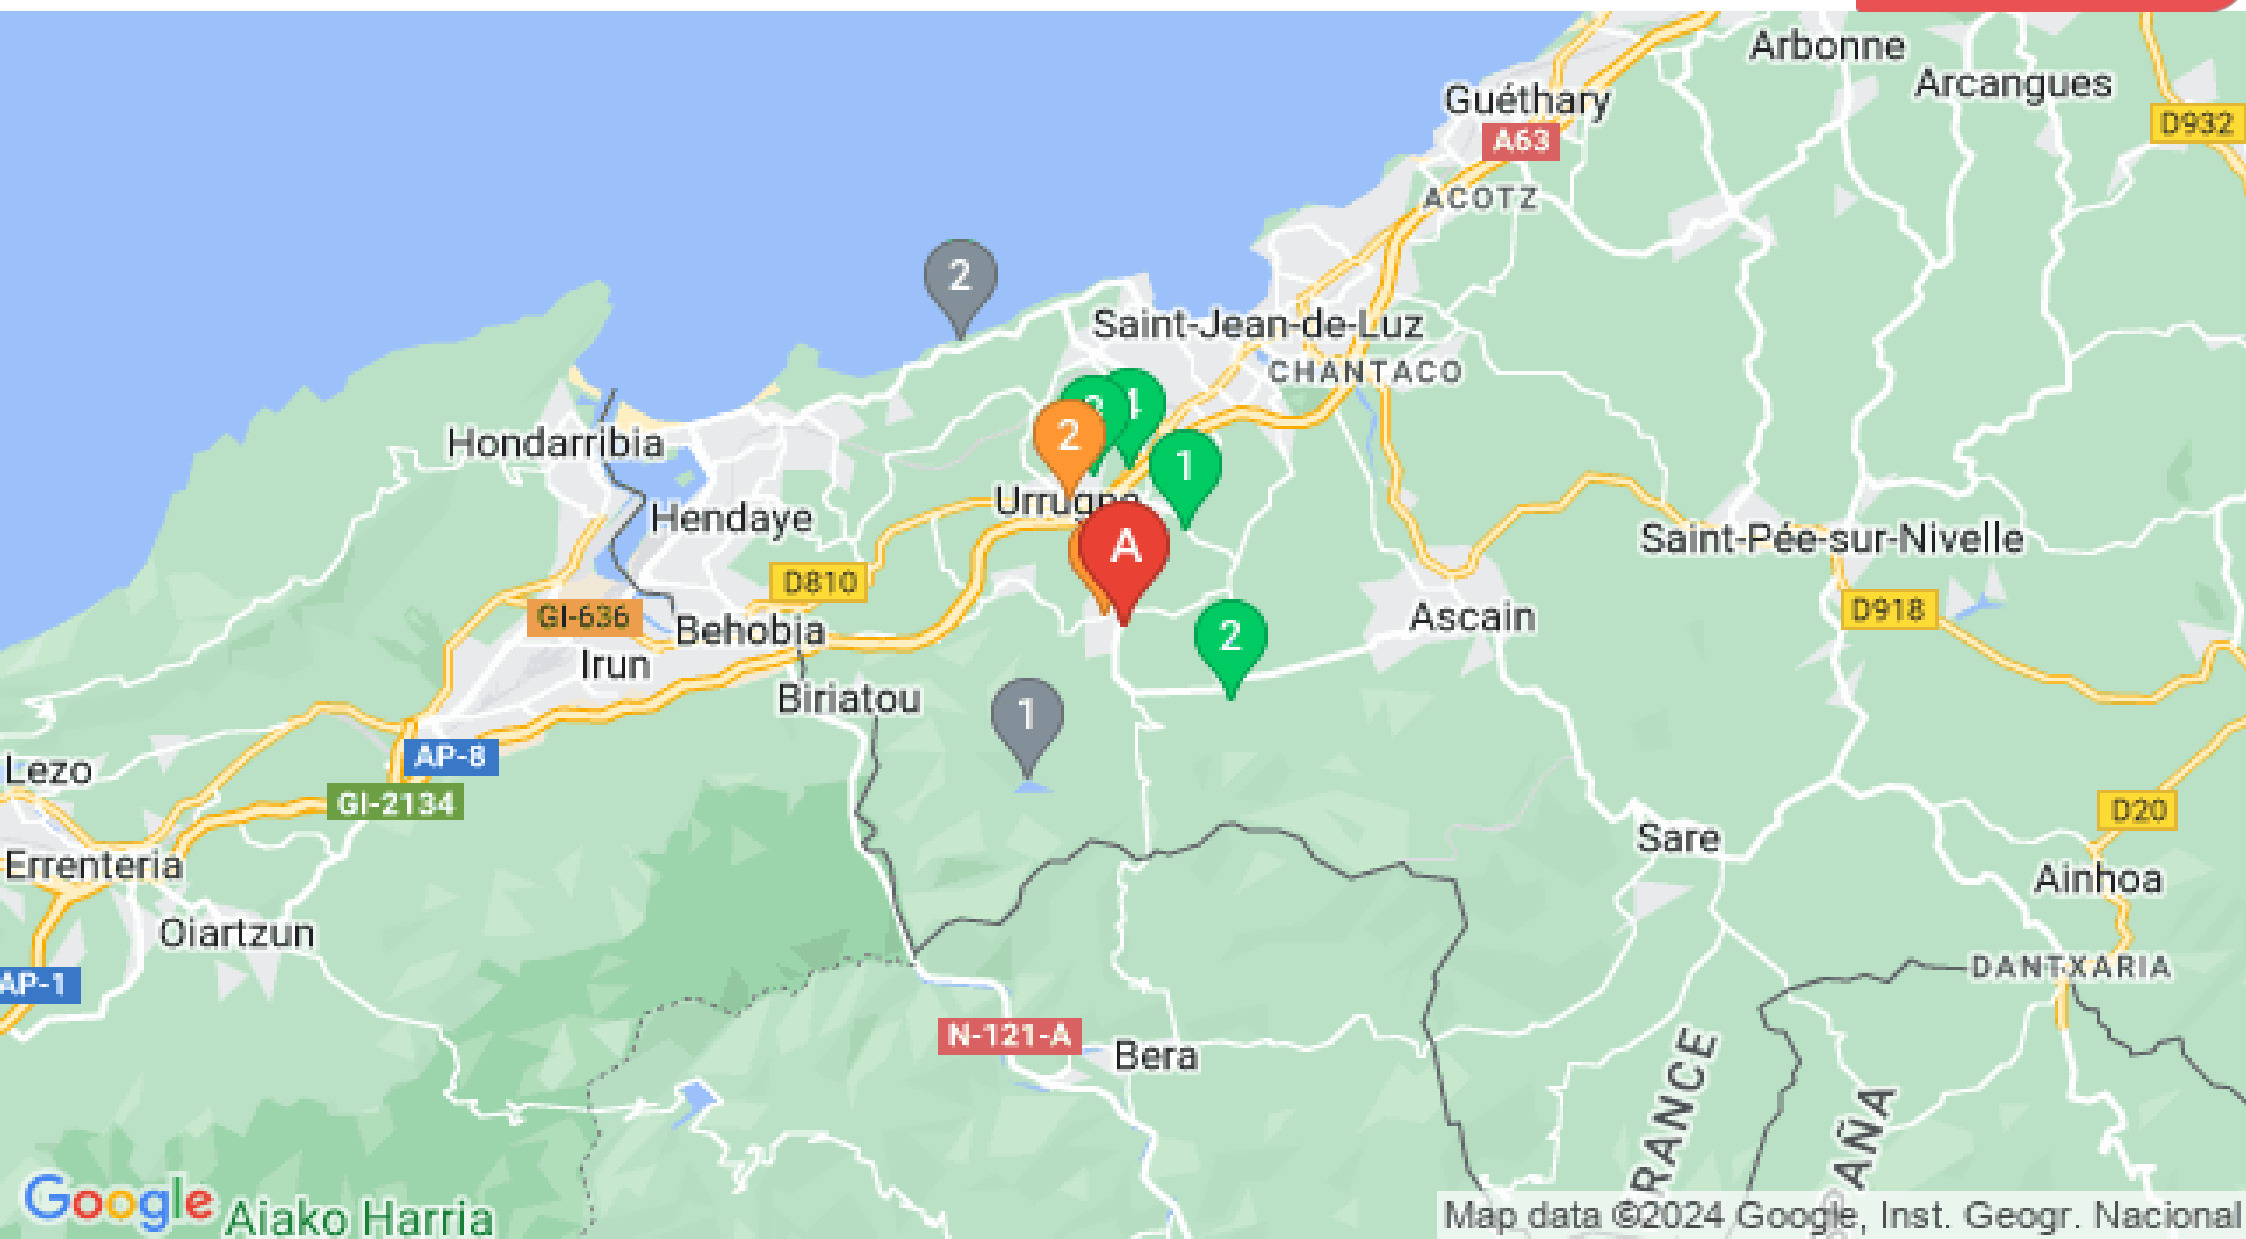 Arbonne
Arcangues
Guéthary
D932
A63
ACOTZ
2
Saint-Jean-de-Luz
CHANTACO
2
1
Hondarribia
Urrugne
Hendaye
A
Saint-Pée-sur-Nivelle
D810
GI-636
Behobia
Ascain
D918
2
Irun
Biriatou
1
AP-8
Lezo
GI-2134
D20
Sare
Errenteria
Ainhoa
Oiartzun
DANTXARIA
AP-1
N-121-A
Bera
RANCE
PAÑA
Google
Aiako Harria
Map data ©2024 Google, Inst. Geogr. Nacional